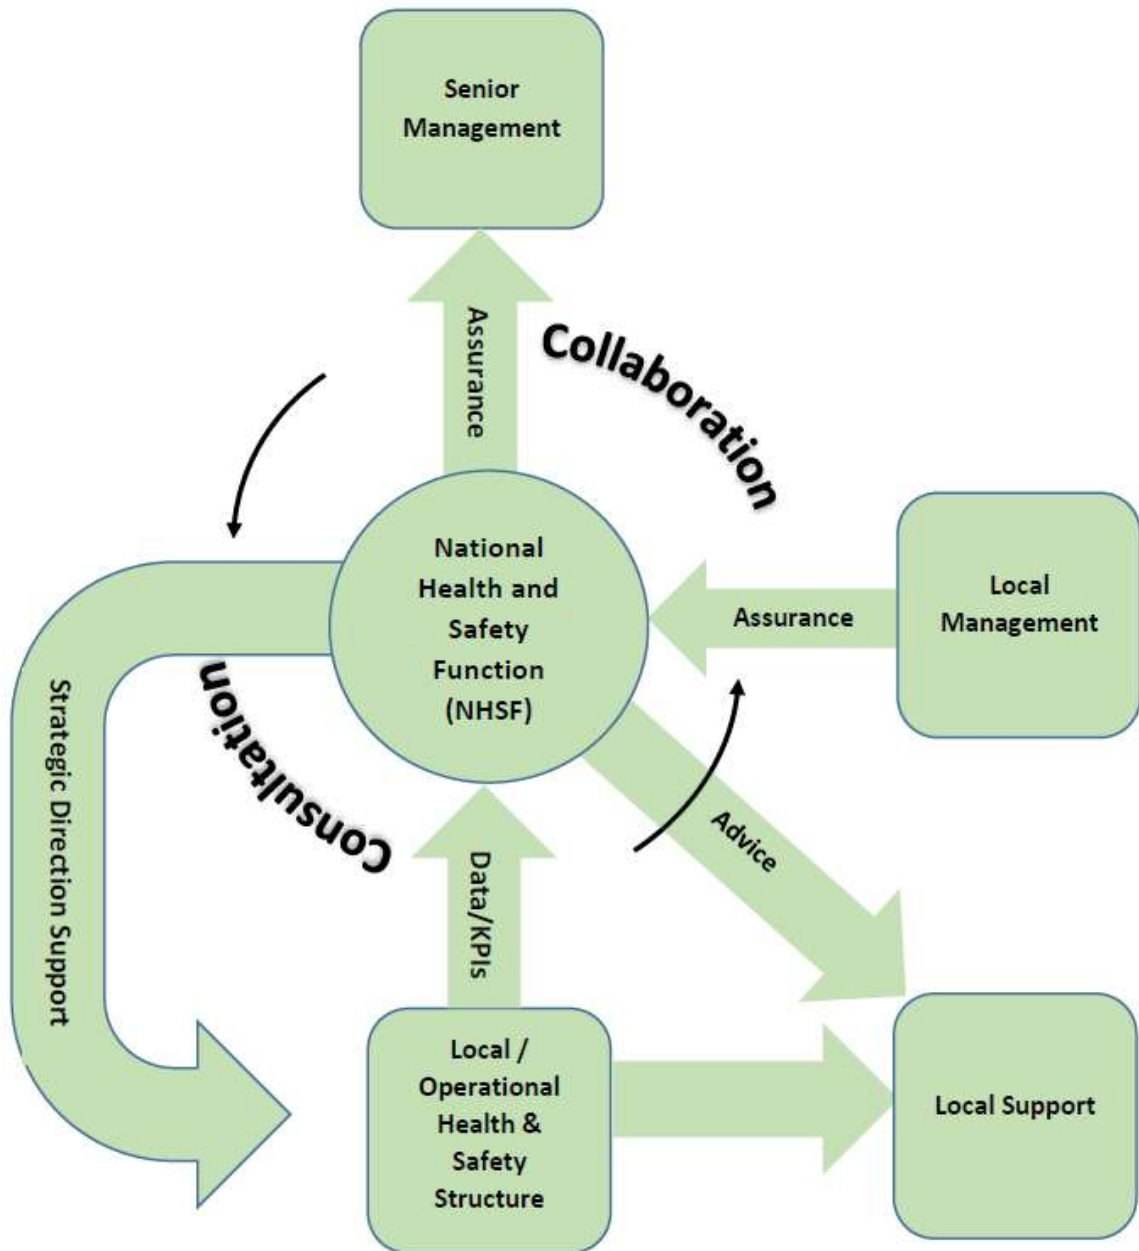 Senior
Management
Assurance
Collaboration
National
Health and
Safety
Function
(NHSF)
Assurance
Local
Management
Strategic Direction Support
Consultation
Data/KPIs
Advice
Local /
Operational
Health &
Safety
Structure
Local Support